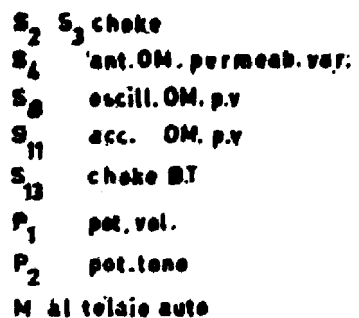 S2 S3 choke
S4 ant.OM. permeab. var.
S8 oscill. OM. p.v
S11 acc. OM. p.v
S13 choke B.T
P1 pot. vol.
P2 pot. tono
M al telaio auto